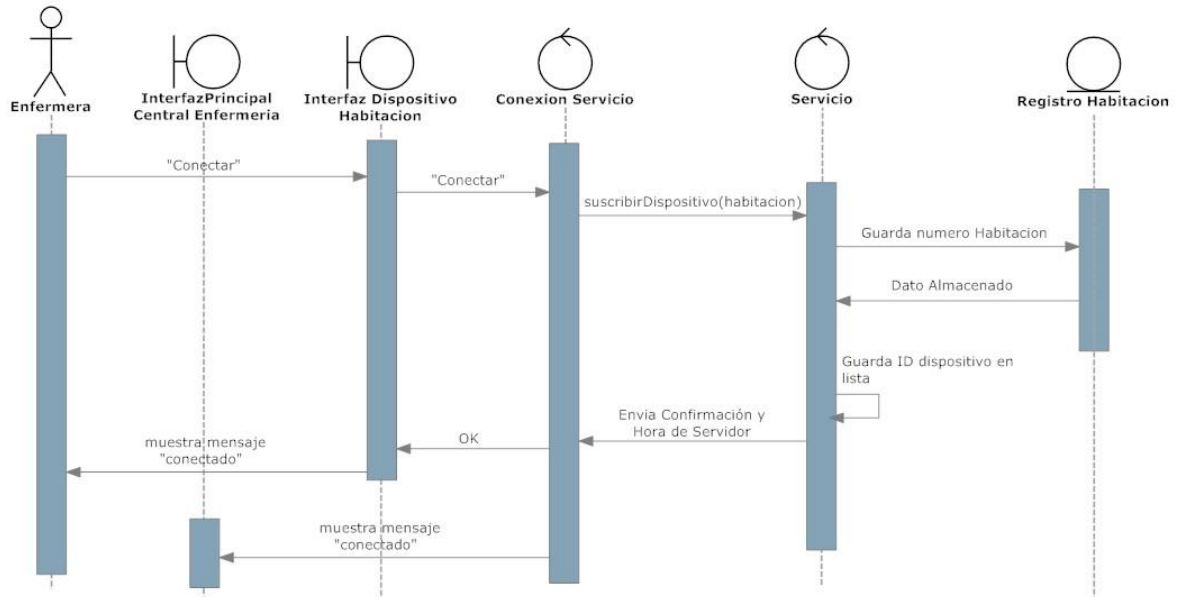 Enfermera
InterfazPrincipal
Central Enfermeria
Interfaz Dispositivo
Habitacion
Conexion Servicio
Servicio
Registro Habitacion
"Conectar"
"Conectar"
suscribirDispositivo(habitacion)
Guarda numero Habitacion
Dato Almacenado
Guarda ID dispositivo en
lista
Envia Confirmación y
Hora de Servidor
OK
muestra mensaje
"conectado"
muestra mensaje
"conectado"